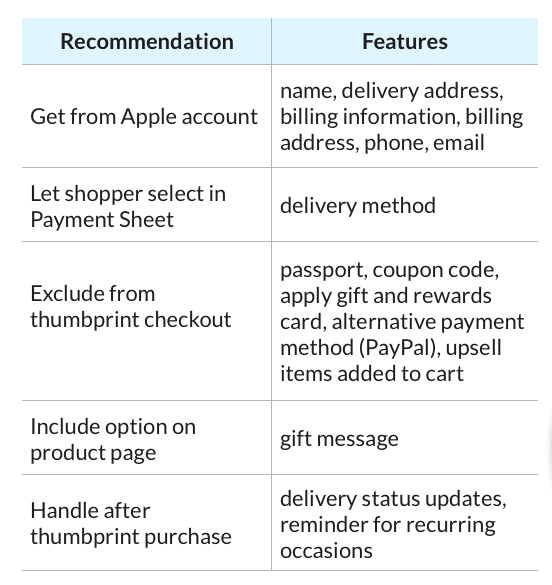 Recommendation
Features
Get from Apple account
name, delivery address,
billing information, billing
address, phone, email
Let shopper select in
Payment Sheet
delivery method
Exclude from
thumbprint checkout
passport, coupon code,
apply gift and rewards
card, alternative payment
method (PayPal), upsell
items added to cart
Include option on
product page
gift message
Handle after
thumbprint purchase
delivery status updates,
reminder for recurring
occasions